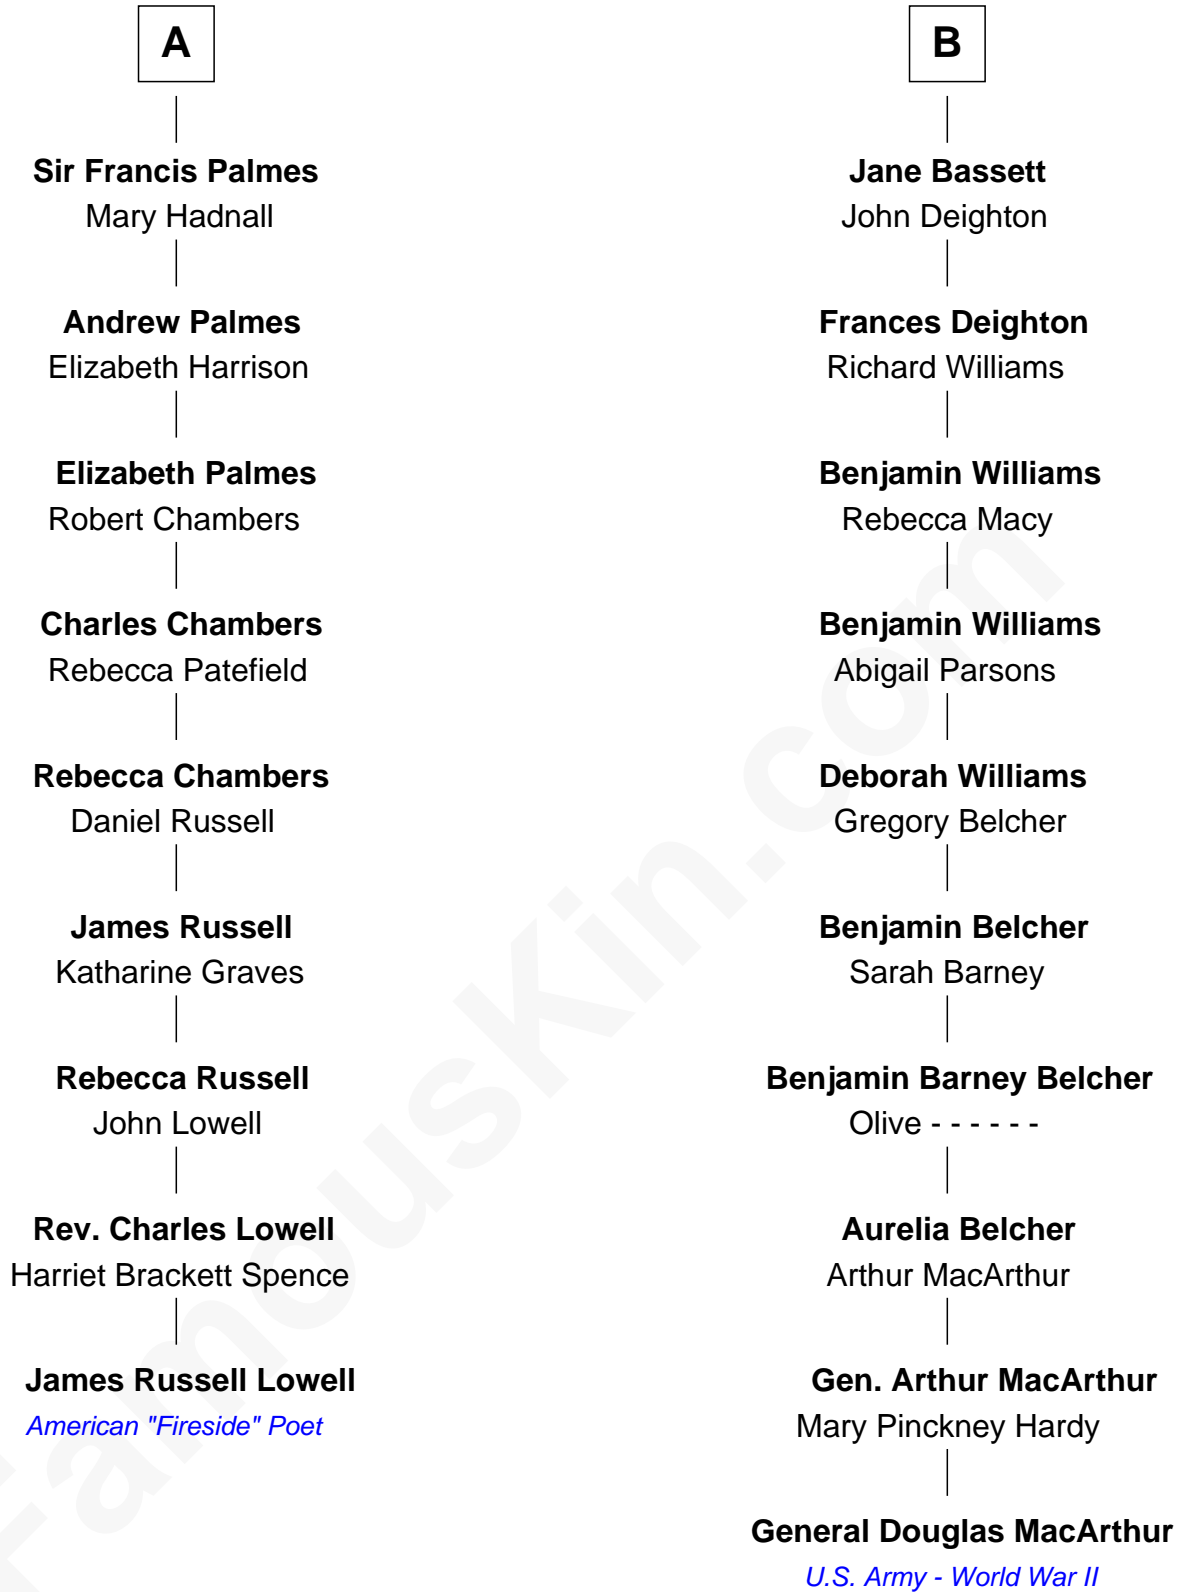 A
Sir Francis Palmes
Mary Hadnall
Andrew Palmes
Elizabeth Harrison
Elizabeth Palmes
Robert Chambers
Charles Chambers
Rebecca Patefield
Rebecca Chambers
Daniel Russell
James Russell
Katharine Graves
Rebecca Russell
John Lowell
Rev. Charles Lowell
Harriet Brackett Spence
James Russell Lowell
American "Fireside" Poet
B
Jane Bassett
John Deighton
Frances Deighton
Richard Williams
Benjamin Williams
Rebecca Macy
Benjamin Williams
Abigail Parsons
Deborah Williams
Gregory Belcher
Benjamin Belcher
Sarah Barney
Benjamin Barney Belcher
Olive - - - - - -
Aurelia Belcher
Arthur MacArthur
Gen. Arthur MacArthur
Mary Pinckney Hardy
General Douglas MacArthur
U.S. Army - World War II
FamousKin.com